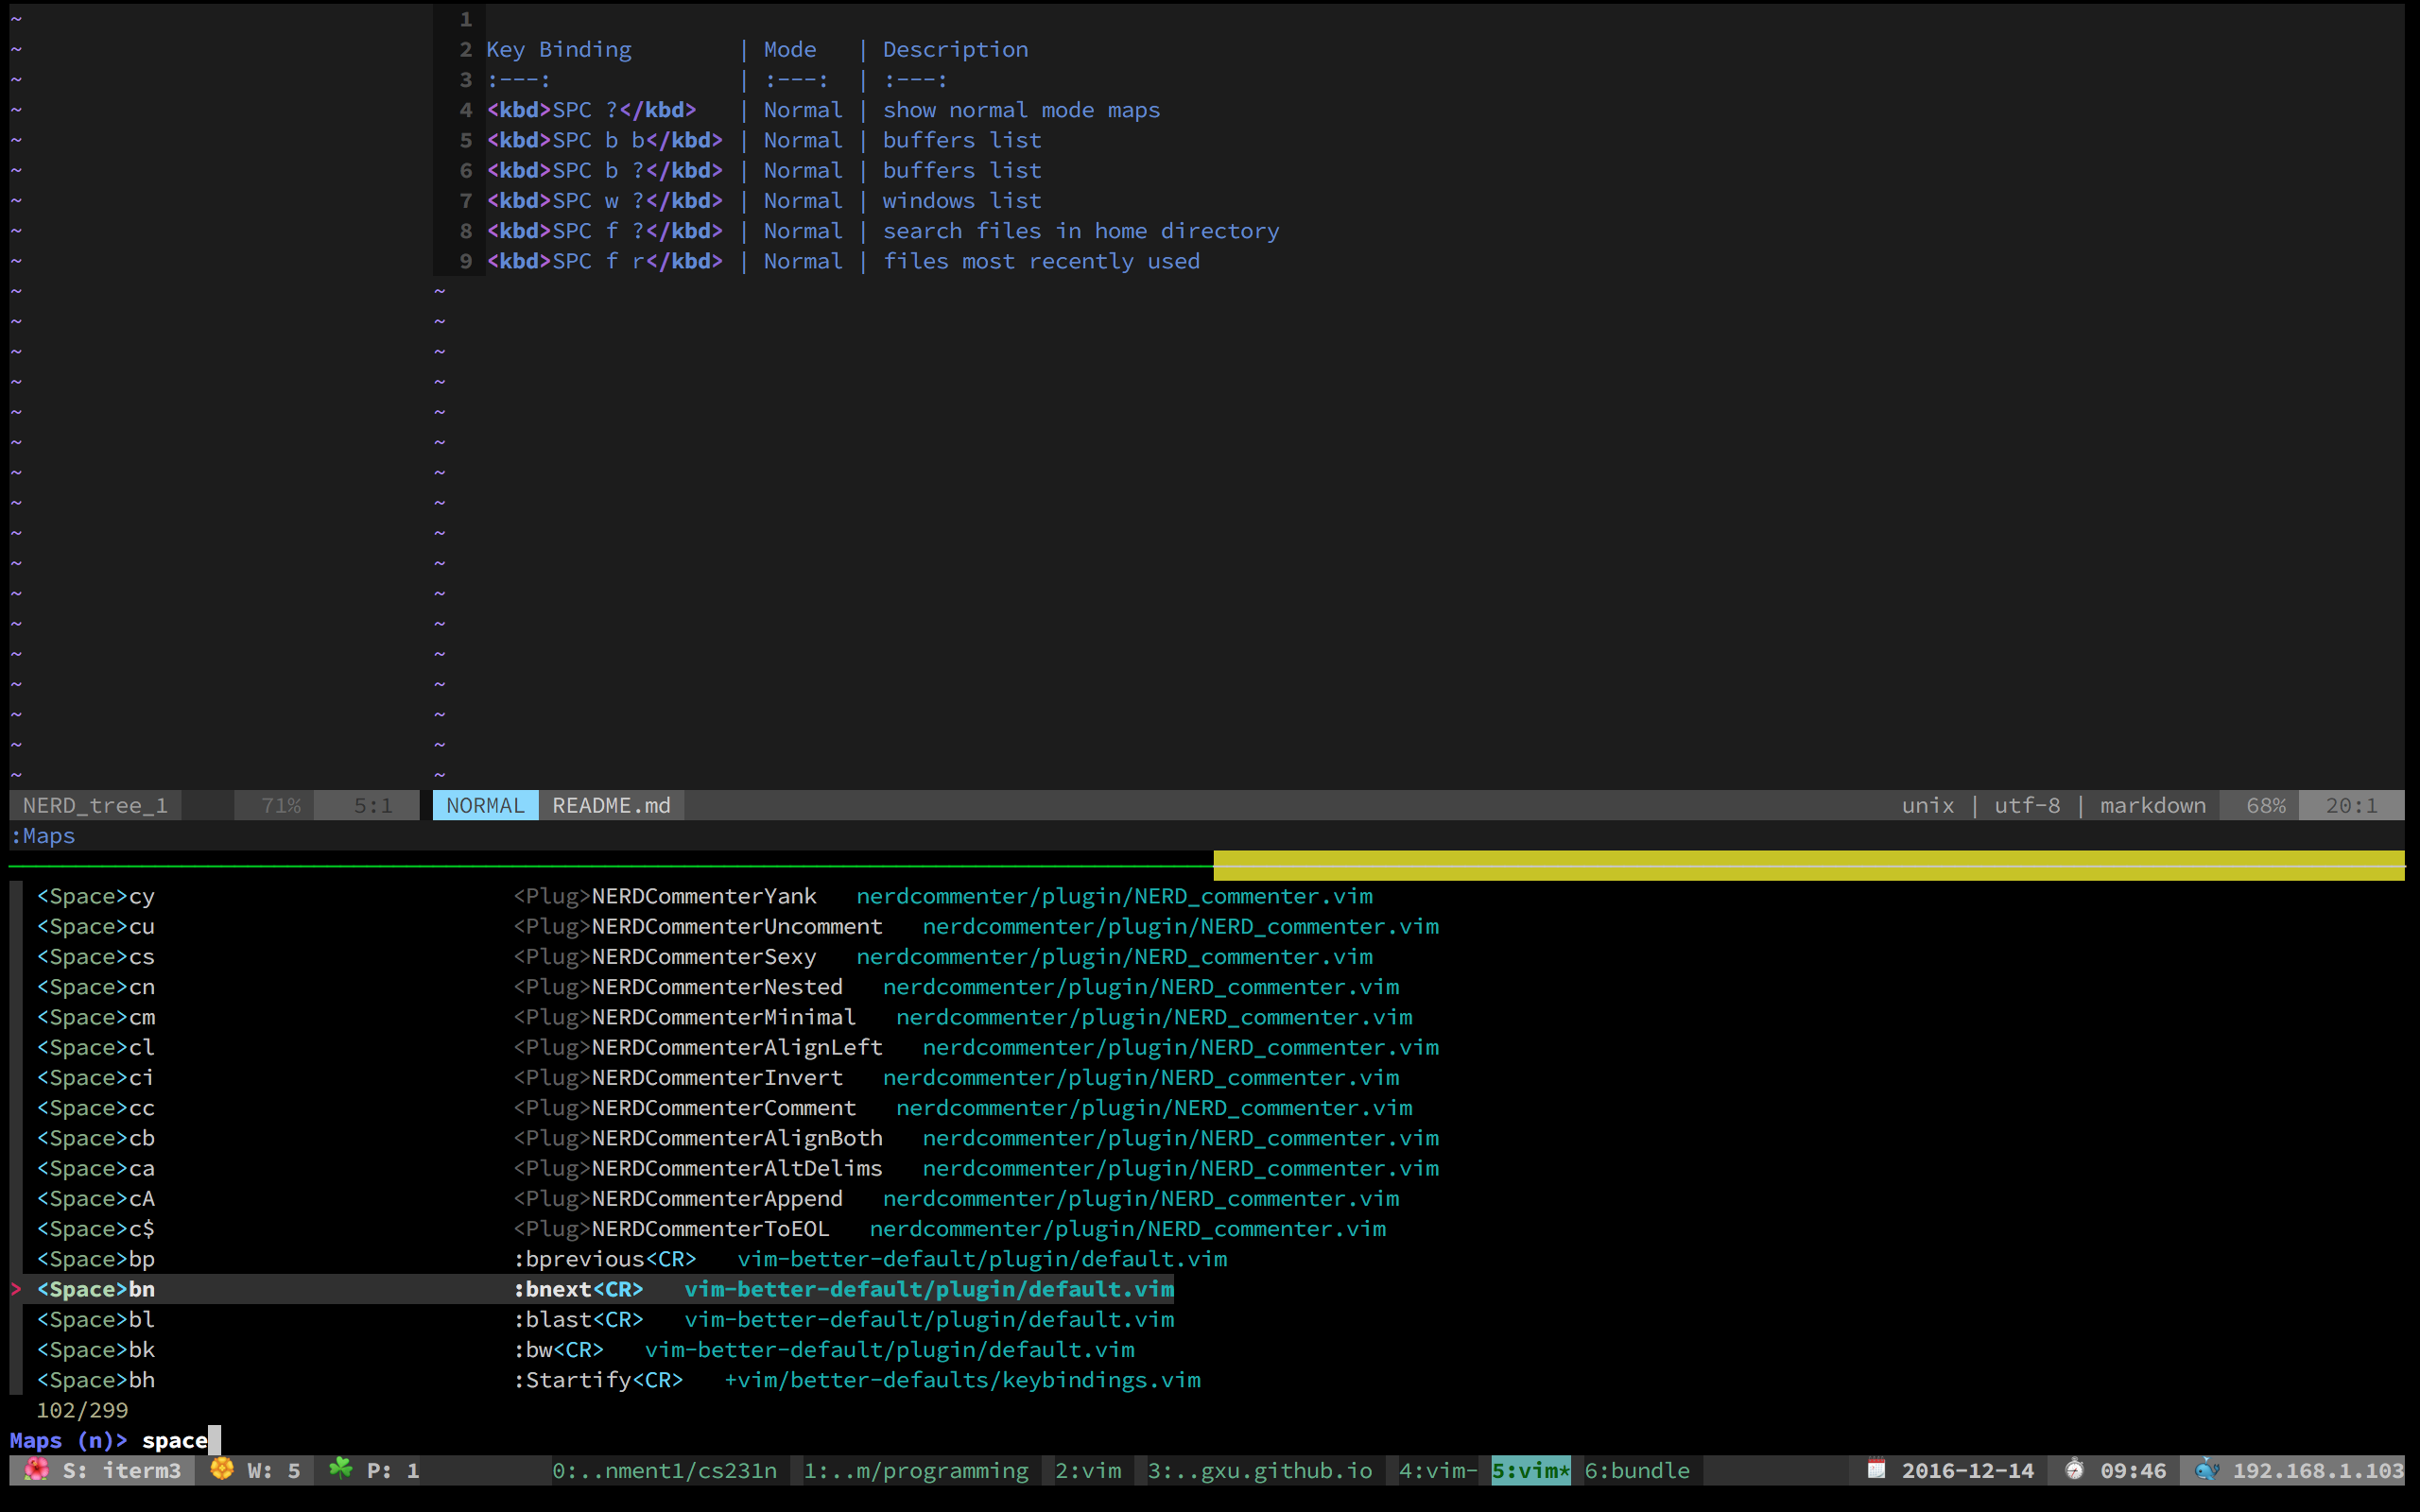 1
2 Key Binding | Mode | Description
3 :---: | :---: | :---:
4 <kbd>SPC ?</kbd> | Normal | show normal mode maps
5 <kbd>SPC b b</kbd> | Normal | buffers list
6 <kbd>SPC b ?</kbd> | Normal | buffers list
7 <kbd>SPC w ?</kbd> | Normal | windows list
8 <kbd>SPC f ?</kbd> | Normal | search files in home directory
9 <kbd>SPC f r</kbd> | Normal | files most recently used
NERD_tree_1 71% 5:1 NORMAL README.md unix | utf-8 | markdown 68% 20:1
:Maps
<Space>cy <Plug>NERDCommenterYank nerdcommenter/plugin/NERD_commenter.vim
<Space>cu <Plug>NERDCommenterUncomment nerdcommenter/plugin/NERD_commenter.vim
<Space>cs <Plug>NERDCommenterSexy nerdcommenter/plugin/NERD_commenter.vim
<Space>cn <Plug>NERDCommenterNested nerdcommenter/plugin/NERD_commenter.vim
<Space>cm <Plug>NERDCommenterMinimal nerdcommenter/plugin/NERD_commenter.vim
<Space>cl <Plug>NERDCommenterAlignLeft nerdcommenter/plugin/NERD_commenter.vim
<Space>ci <Plug>NERDCommenterInvert nerdcommenter/plugin/NERD_commenter.vim
<Space>cc <Plug>NERDCommenterComment nerdcommenter/plugin/NERD_commenter.vim
<Space>cb <Plug>NERDCommenterAlignBoth nerdcommenter/plugin/NERD_commenter.vim
<Space>ca <Plug>NERDCommenterAltDelims nerdcommenter/plugin/NERD_commenter.vim
<Space>cA <Plug>NERDCommenterAppend nerdcommenter/plugin/NERD_commenter.vim
<Space>c$ <Plug>NERDCommenterToEOL nerdcommenter/plugin/NERD_commenter.vim
<Space>bp :bprevious<CR> vim-better-default/plugin/default.vim
> <Space>bn :bnext<CR> vim-better-default/plugin/default.vim
<Space>bl :blast<CR> vim-better-default/plugin/default.vim
<Space>bk :bw<CR> vim-better-default/plugin/default.vim
<Space>bh :Startify<CR> +vim/better-defaults/keybindings.vim
102/299
Maps (n)> space
S: iterm3 W: 5 P: 1 0:..nment1/cs231n 1:..m/programming 2:vim 3:..gxu.github.io 4:vim- 5:vim* 6:bundle 2016-12-14 09:46 192.168.1.103